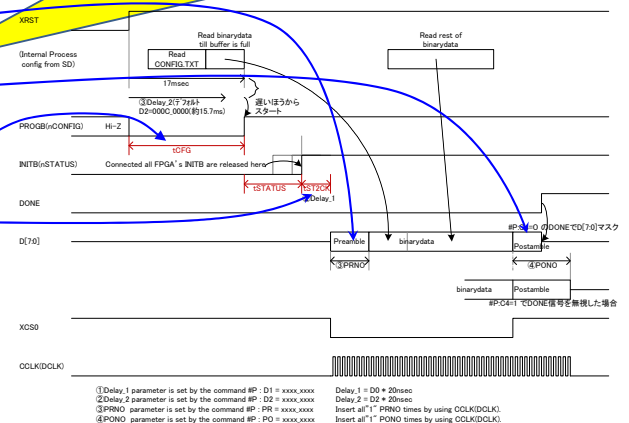 XRST
(Internal Process
config from SD)
Read
CONFIG.TXT
Read binarydata
till buffer is full
Read rest of
binarydata
17msec
③Delay_2(デフォルト
D2=000C_0000(約15.7ms)
遅いほうから
スタート
PROGB(nCONFIG)
Hi-Z
tCFG
INITB(nSTATUS)
Connected all FPGA's INITB are released here
tSTATUS
tST2CK
Delay_1
DONE
#P:C4=0 のDONEでD[7:0]マスク
D[7:0]
Preamble
binarydata
Postamble
③PRNO
④PONO
binarydata
Postamble
#P:C4=1 でDONE信号を無視した場合
XCS0
CCLK(DCLK)
①Delay_1 parameter is set by the command #P : D1 = xxxx_xxxx Delay_1 = D0 * 20nsec
②Delay_2 parameter is set by the command #P : D2 = xxxx_xxxx Delay_2 = D2 * 20nsec
③PRNO parameter is set by the command #P : PR = xxxx_xxxx Insert all"1" PRNO times by using CCLK(DCLK).
④PONO parameter is set by the command #P : PO = xxxx_xxxx Insert all"1" PONO times by using CCLK(DCLK).